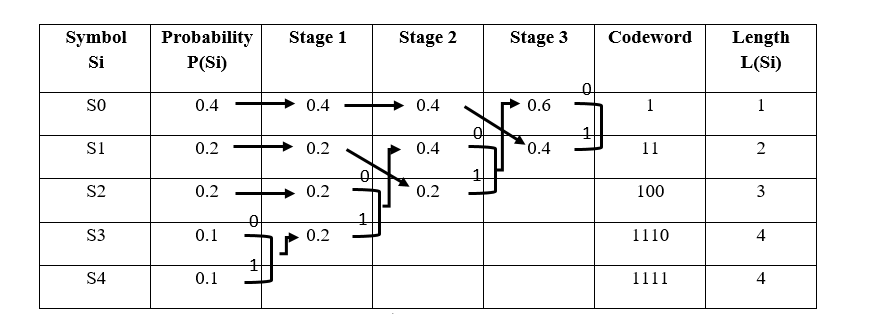 Symbol Si Probability P(Si) Stage 1 Stage 2 Stage 3 Codeword Length L(Si)
S0 0.4 0.4 0.4 0.6 0 1 1
S1 0.2 0.2 0.4 0 0.4 1 11 2
S2 0.2 0.2 0 0.2 1 100 3
S3 0.1 0 0.2 1 1110 4
S4 0.1 1 1111 4